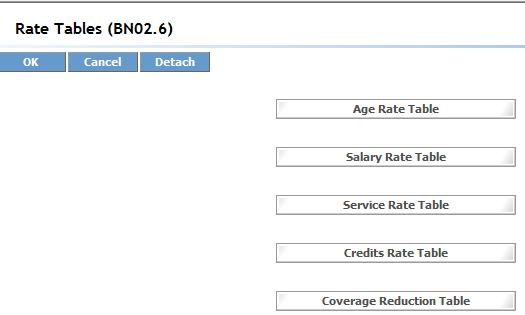 Rate Tables (BN02.6)
OK Cancel Detach
Age Rate Table
Salary Rate Table
Service Rate Table
Credits Rate Table
Coverage Reduction Table